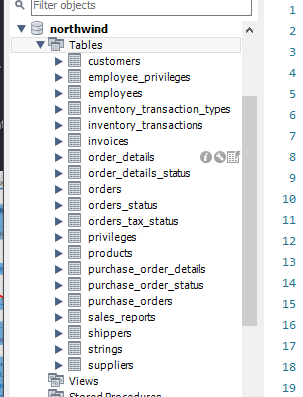 Filter objects
northwind
Tables
customers
employee_privileges
employees
inventory_transaction_types
inventory_transactions
invoices
order_details
order_details_status
orders
orders_status
orders_tax_status
privileges
products
purchase_order_details
purchase_order_status
purchase_orders
sales_reports
shippers
strings
suppliers
Views
Stored Procedures
1
2
3
4
5
6
7
8
9
10
11
12
13
14
15
16
17
18
19